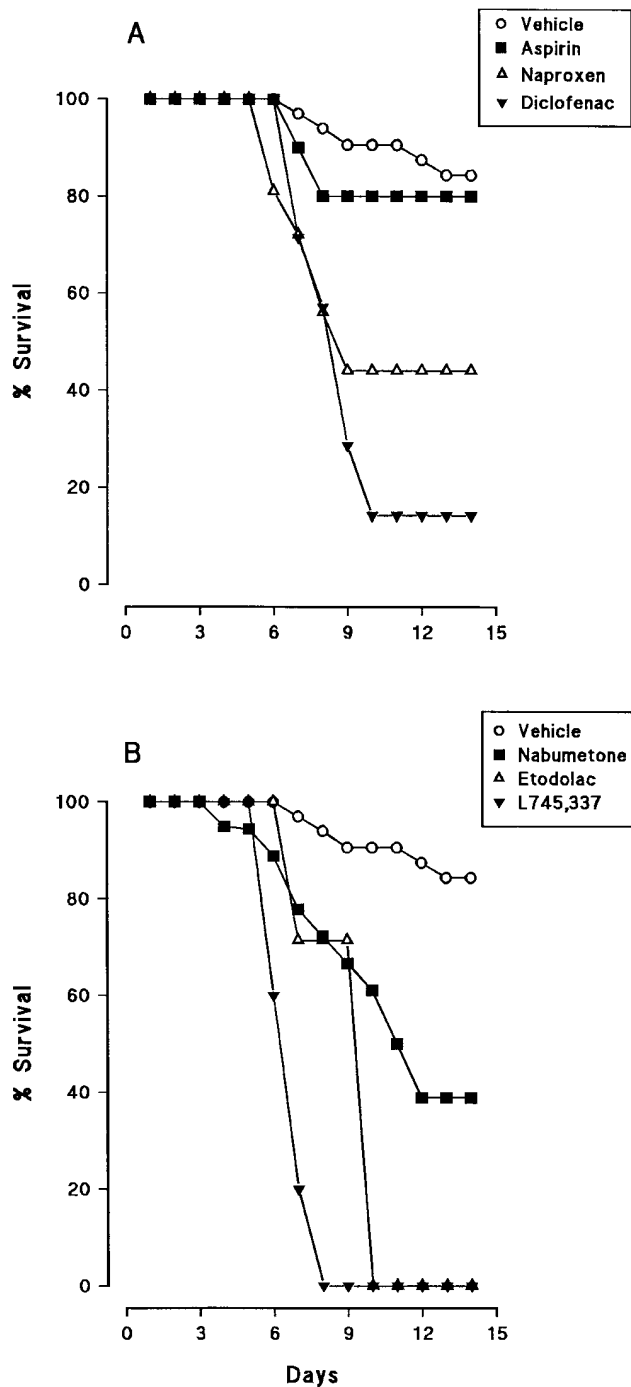 A
Vehicle
Aspirin
Naproxen
Diclofenac
100
80
60
40
20
0
% Survival
0 3 6 9 12 15
B
Vehicle
Nabumetone
Etodolac
L745,337
100
80
60
40
20
0
% Survival
0 3 6 9 12 15
Days